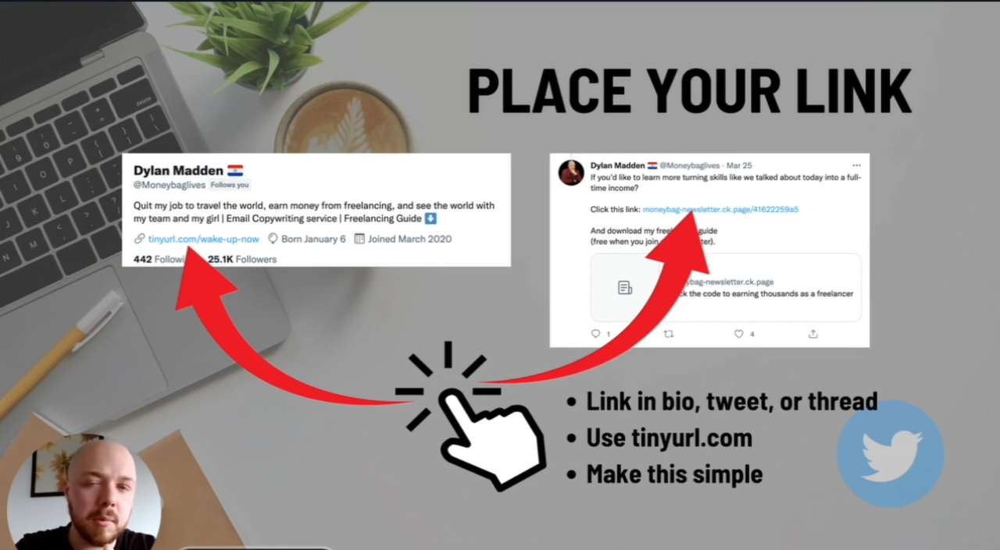 PLACE YOUR LINK
Dylan Madden
@Moneybaglives Follows you
Quit my job to travel the world, earn money from freelancing, and see the world with
my team and my girl | Email Copywriting service | Freelancing Guide
tinyurl.com/wake-up-now Born January 6 Joined March 2020
442 Followi 25.1K Followers
Dylan Madden @Moneybaglives · Mar 25
If you'd like to learn more turning skills like we talked about today into a full-
time income?
Click this link: moneybag-newsletter.ck.page/41622259a5
And download my free guide
(free when you join ter).
ybag-newsletter.ck.page
ck the code to earning thousands as a freelancer
1
4
• Link in bio, tweet, or thread
• Use tinyurl.com
• Make this simple
delete